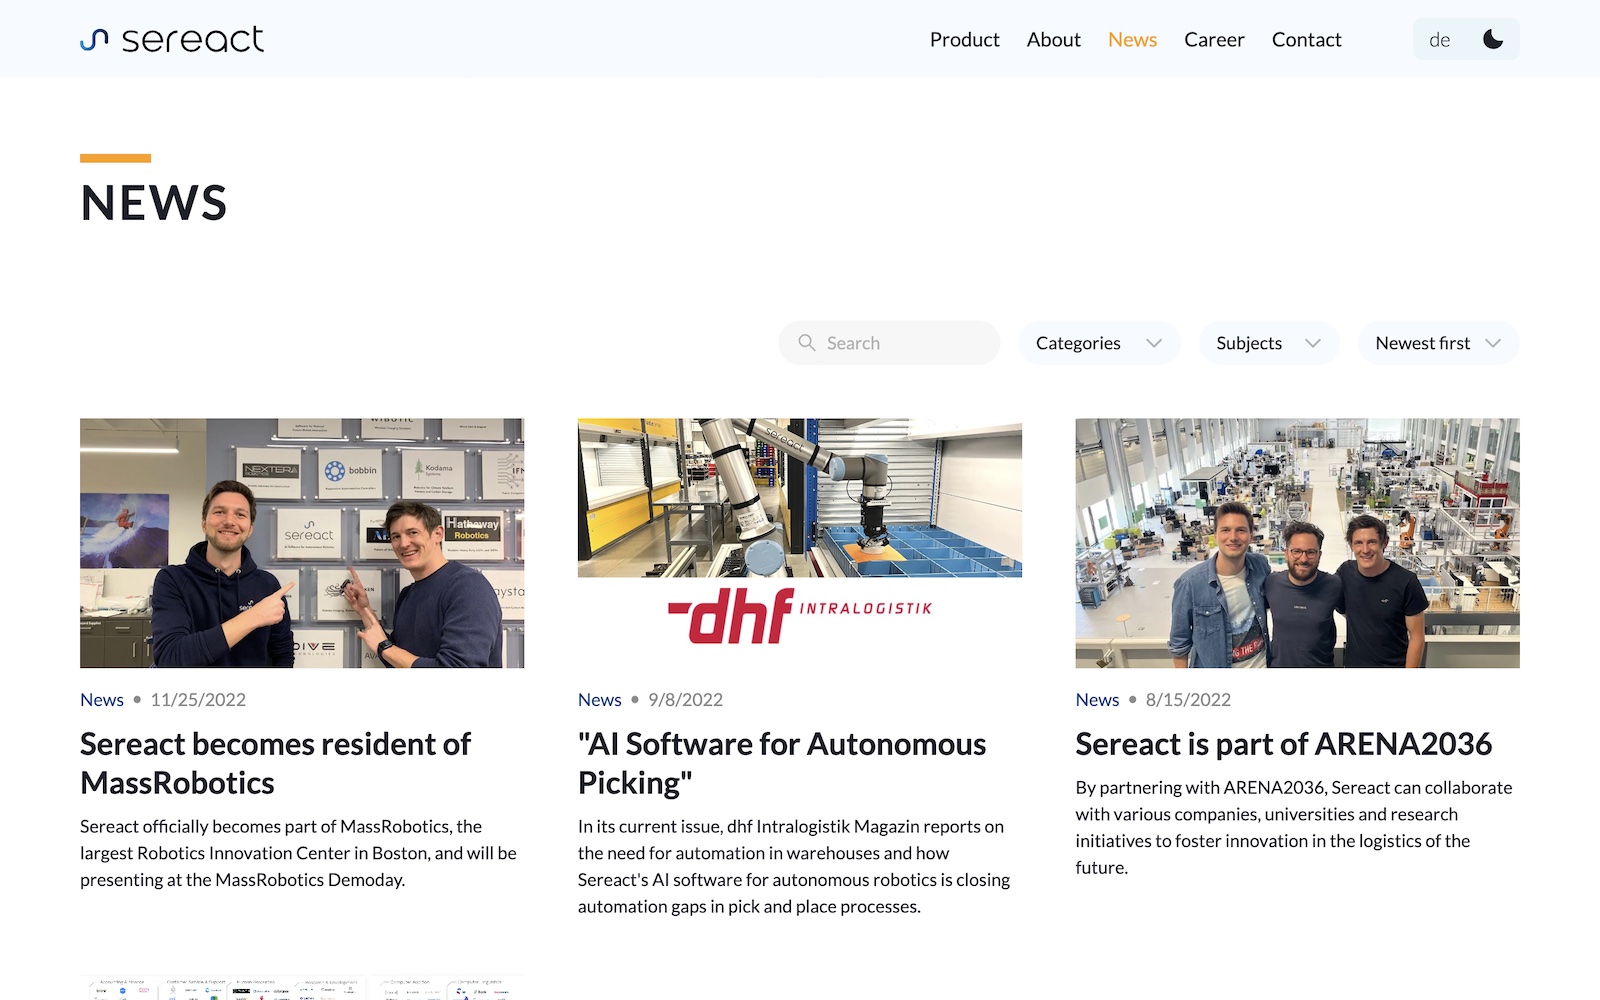 sereact
Product
About
News
Career
Contact
de
NEWS
Search
Categories
Subjects
Newest first
NEXTERA
bobbin
Kodama
Systems
sereact
Hathaway
Robotics
sereact
dhf INTRALOGISTIK
News • 11/25/2022
Sereact becomes resident of
MassRobotics
Sereact officially becomes part of MassRobotics, the
largest Robotics Innovation Center in Boston, and will be
presenting at the MassRobotics Demoday.
News • 9/8/2022
"AI Software for Autonomous
Picking"
In its current issue, dhf Intralogistik Magazin reports on
the need for automation in warehouses and how
Sereact's AI software for autonomous robotics is closing
automation gaps in pick and place processes.
News • 8/15/2022
Sereact is part of ARENA2036
By partnering with ARENA2036, Sereact can collaborate
with various companies, universities and research
initiatives to foster innovation in the logistics of the
future.